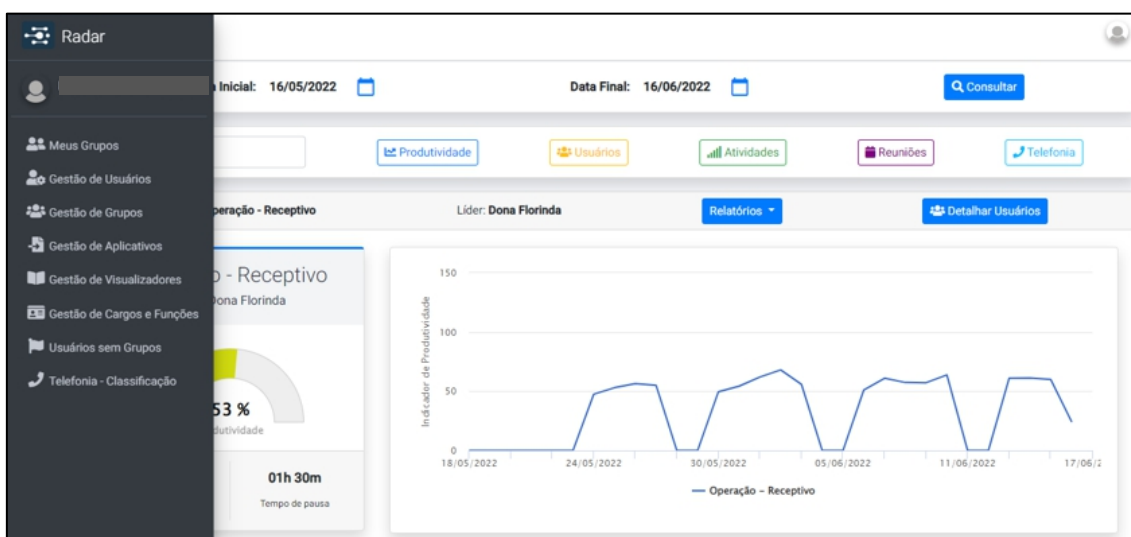 Radar
Inicial: 16/05/2022
Data Final: 16/06/2022
Consultar
Meus Grupos
Gestão de Usuários
Gestão de Grupos
Gestão de Aplicativos
Gestão de Visualizadores
Gestão de Cargos e Funções
Usuários sem Grupos
Telefonia - Classificação
Produtividade
Usuários
Atividades
Reuniões
Telefonia
peração - Receptivo
Líder: Dona Florinda
Relatórios
Detalhar Usuários
o - Receptivo
Dona Florinda
53 %
dutividade
01h 30m
Tempo de pausa
Indicador de Produtividade
150
100
50
0
18/05/2022 24/05/2022 30/05/2022 05/06/2022 11/06/2022 17/06/2
Operação – Receptivo